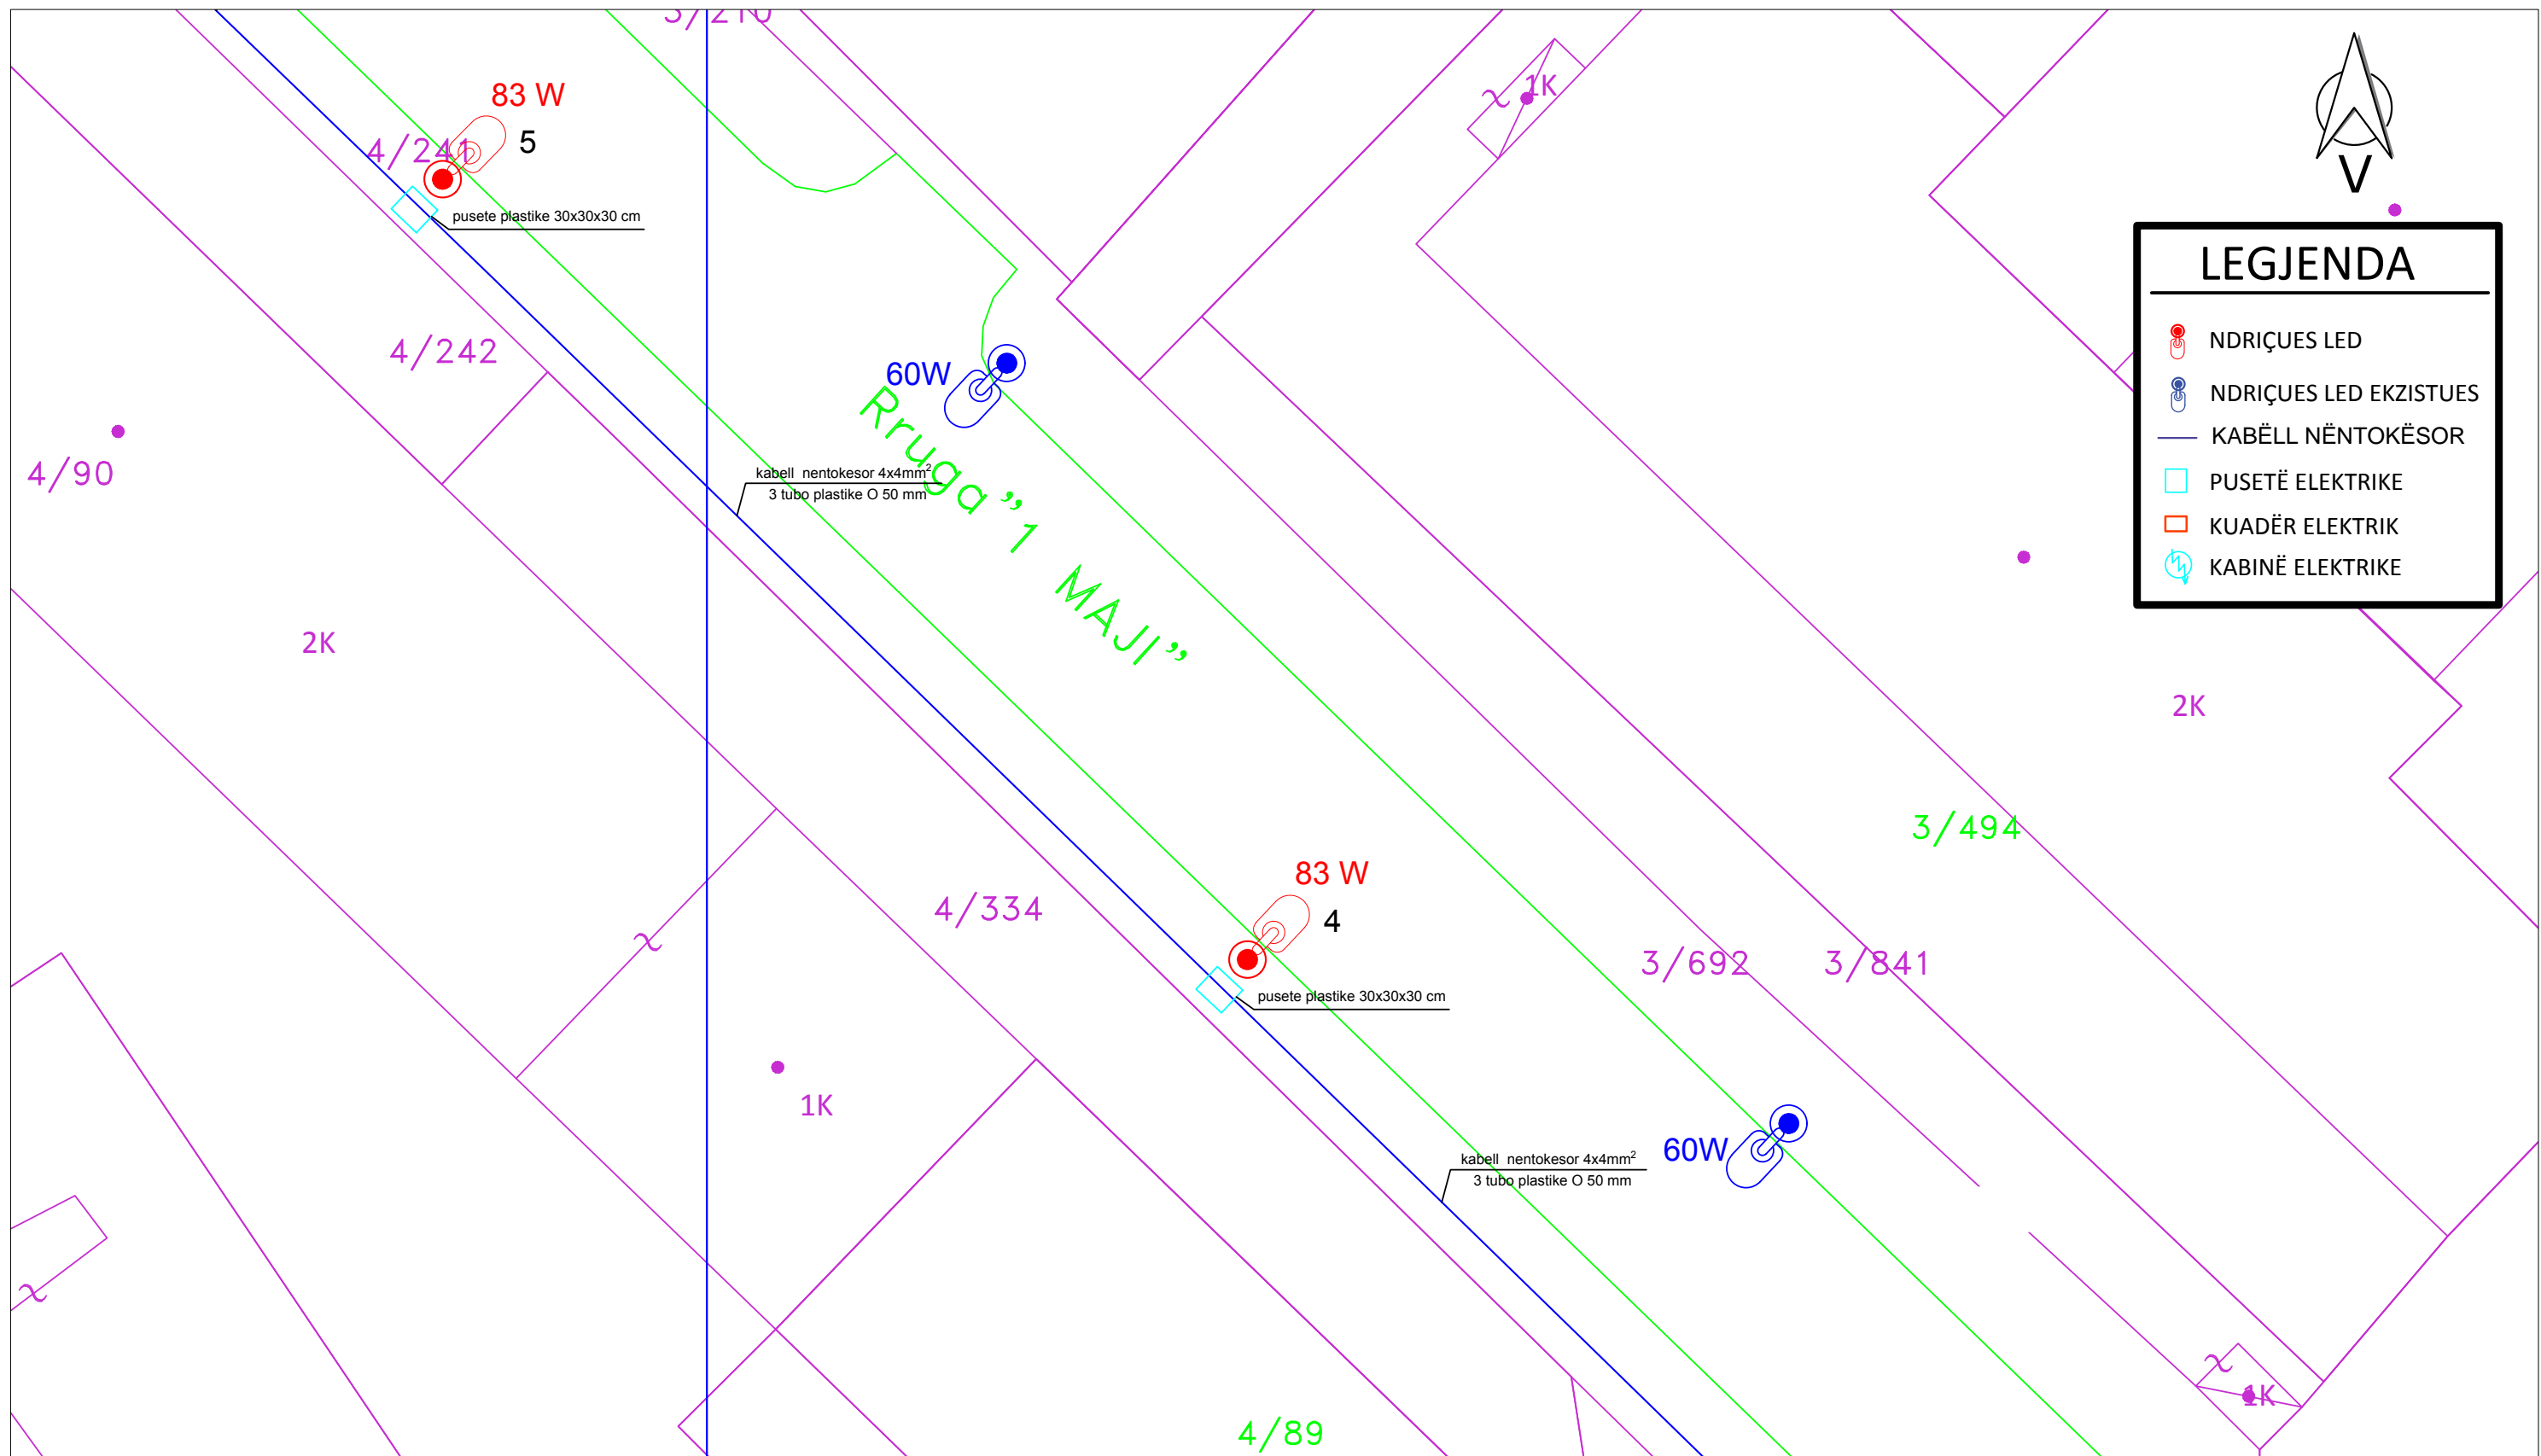 3/210
83 W
5
4/241
pusete plastike 30x30x30 cm
1K
V
LEGJENDA
NDRIÇUES LED
NDRIÇUES LED EKZISTUES
KABËLL NËNTOKËSOR
PUSETË ELEKTRIKE
KUADËR ELEKTRIK
KABINË ELEKTRIKE
4/242
60W
Rruga "1 MAJI"
4/90
kabell nentokesor 4x4mm²
3 tubo plastike O 50 mm
2K
2K
3/494
83 W
4
4/334
3/692
3/841
pusete plastike 30x30x30 cm
1K
60W
kabell nentokesor 4x4mm²
3 tubo plastike O 50 mm
1K
4/89